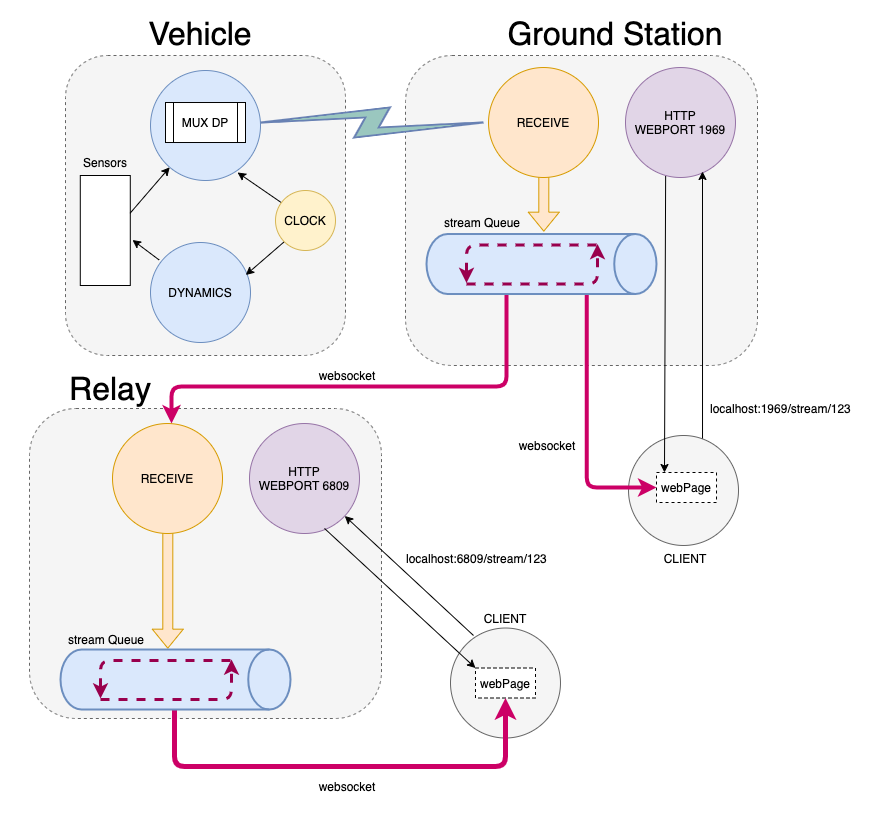 Vehicle
Ground Station
MUX DP
RECEIVE
HTTP
WEBPORT 1969
Sensors
CLOCK
stream Queue
DYNAMICS
websocket
Relay
localhost:1969/stream/123
websocket
RECEIVE
HTTP
WEBPORT 6809
webPage
CLIENT
localhost:6809/stream/123
CLIENT
stream Queue
webPage
websocket